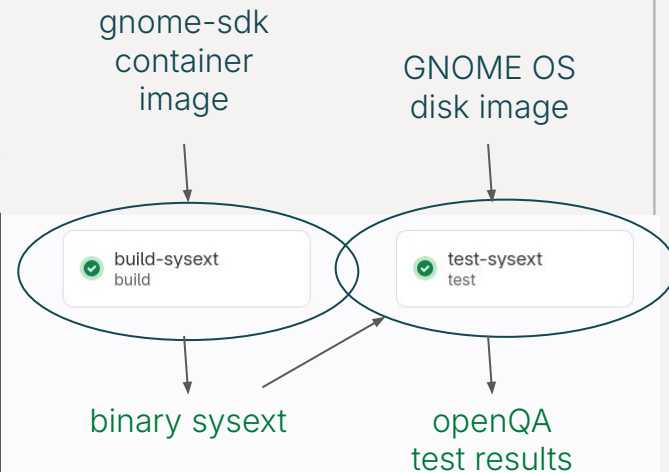 gnome-sdk
container
image
GNOME OS
disk image
build-sysext
build
test-sysext
test
binary sysext
openQA
test results